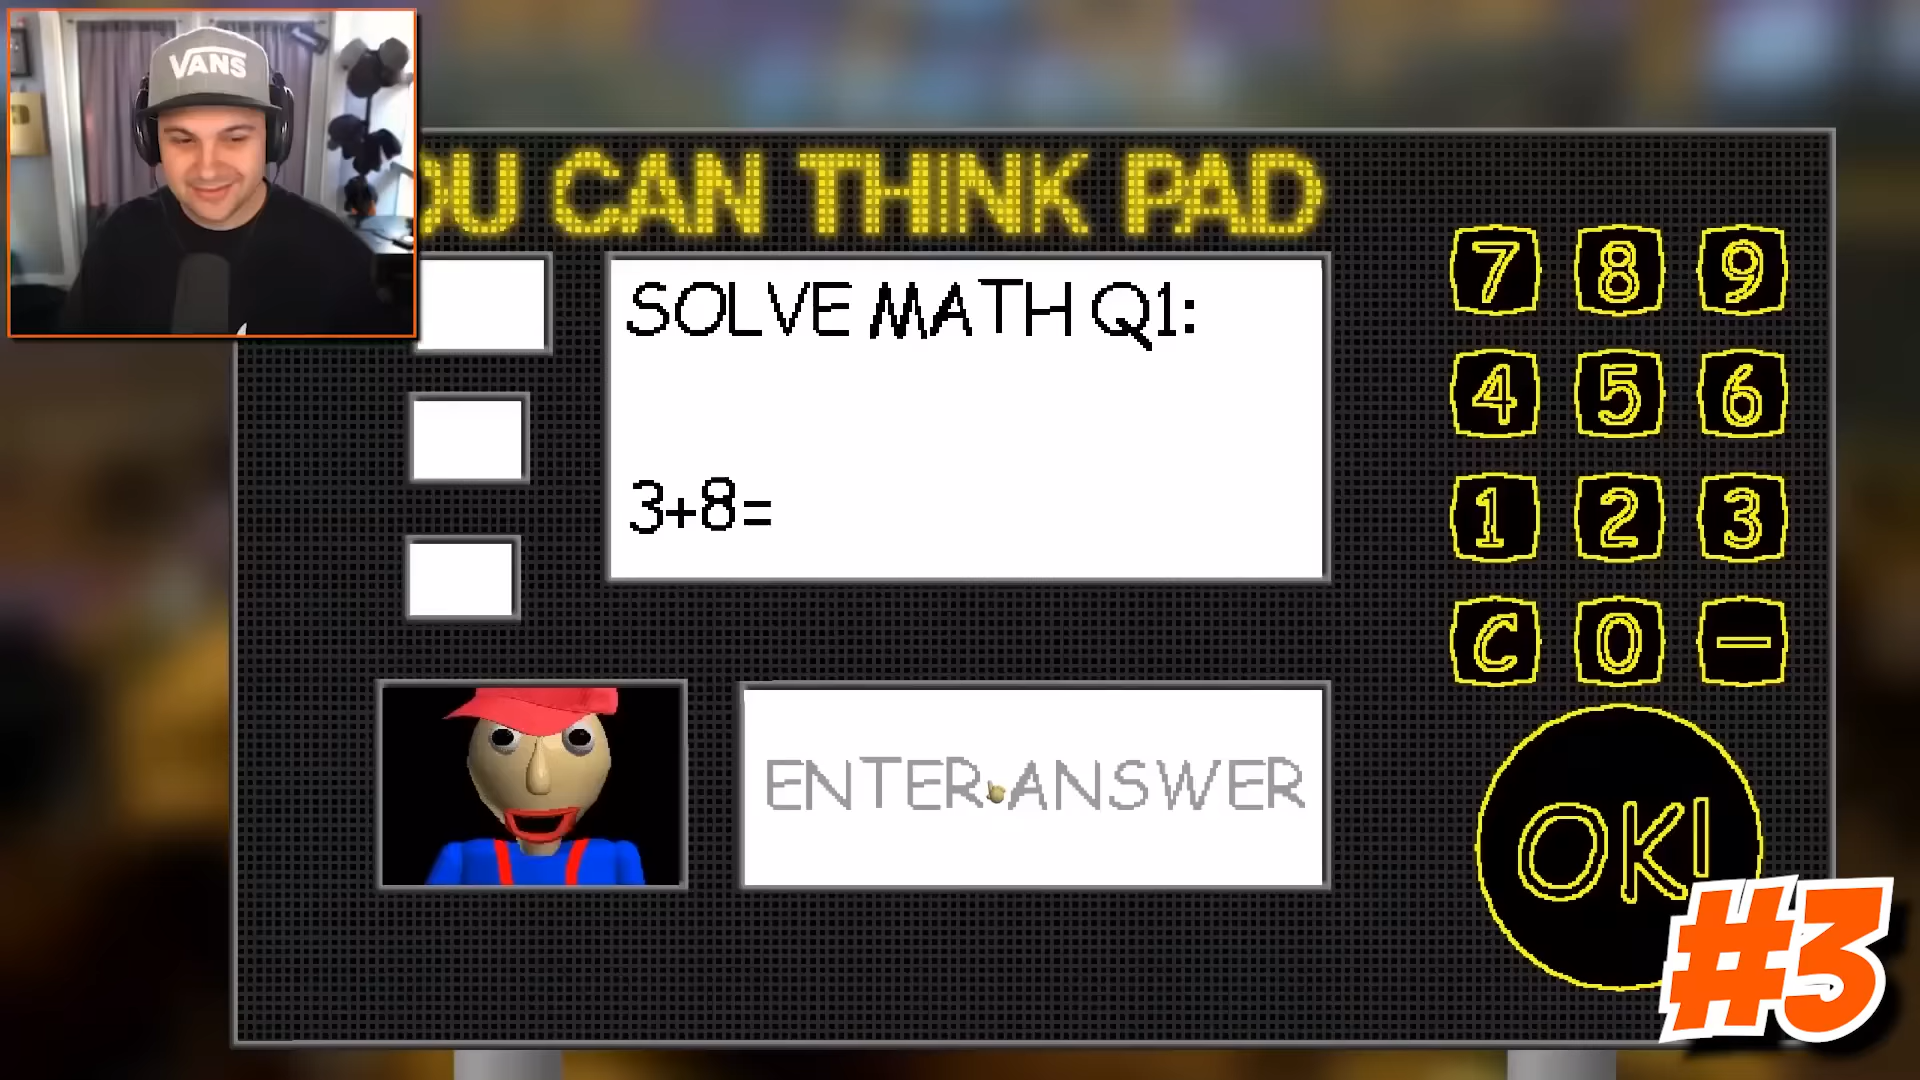 VANS
OU CAN THINK PAD
SOLVE MATH Q1:
3+8=
7 8 9
4 5 6
1 2 3
C 0 -
ENTER ANSWER
OK!
#3